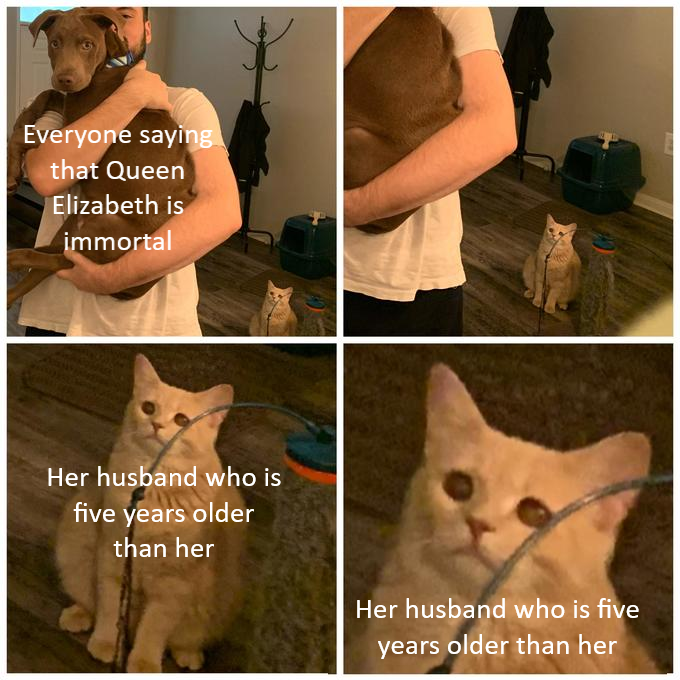 Everyone saying
that Queen
Elizabeth is
immortal
Her husband who is
five years older
than her
Her husband who is five
years older than her